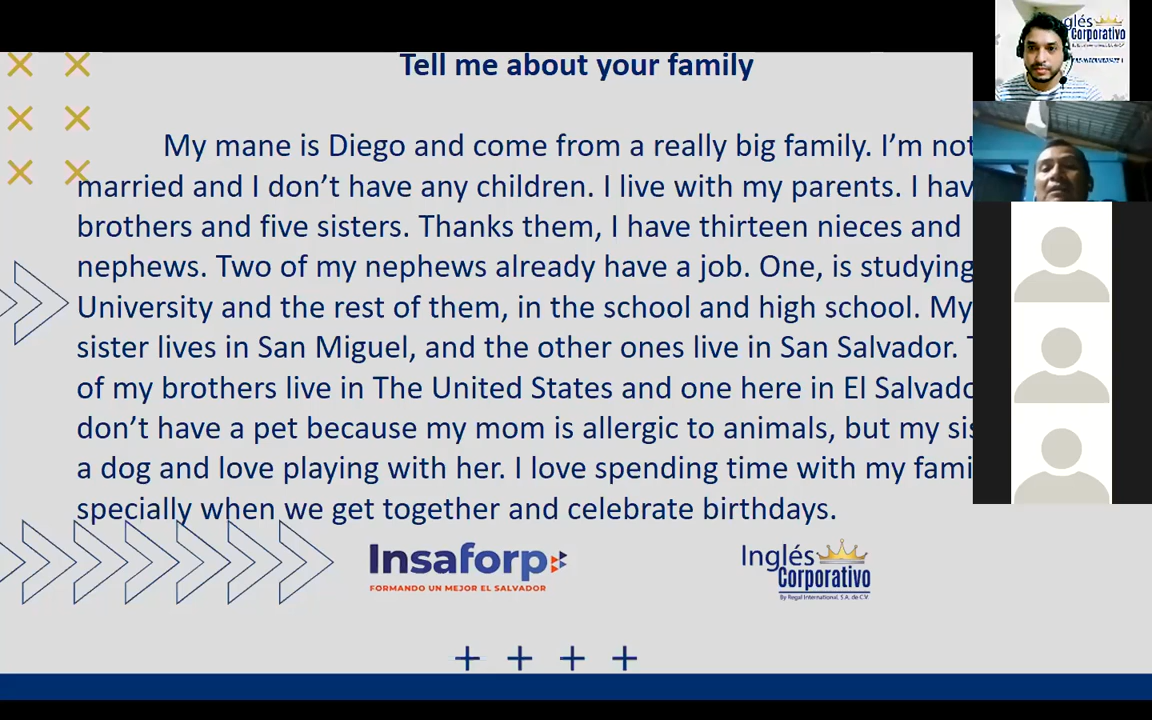 Tell me about your family
My mane is Diego and come from a really big family. I'm not
married and I don't have any children. I live with my parents. I
brothers and five sisters. Thanks them, I have thirteen nieces and
nephews. Two of my nephews already have a job. One, is studying
University and the rest of them, in the school and high school. My
sister lives in San Miguel, and the other ones live in San Salvador.
of my brothers live in The United States and one here in El
don't have a pet because my mom is allergic to animals, but my
a dog and love playing with her. I love spending time with my
specially when we get together and celebrate birthdays.
Insaforp
FORMANDO UN MEJOR EL SALVADOR
Inglés
Corporativo
By Regal International, S.A. de C.V.
Corporativo